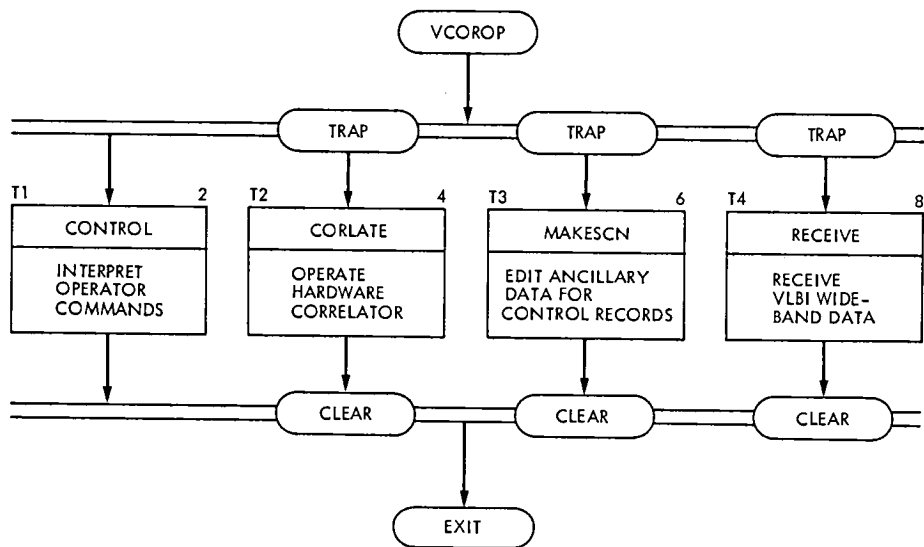 VCOROP
TRAP TRAP TRAP
T1 2 T2 4 T3 6 T4 8
CONTROL CORLATE MAKESCN RECEIVE
INTERPRET
OPERATOR
COMMANDS
OPERATE
HARDWARE
CORRELATOR
EDIT ANCILLARY
DATA FOR
CONTROL RECORDS
RECEIVE
VLBI WIDE-
BAND DATA
CLEAR CLEAR CLEAR
EXIT